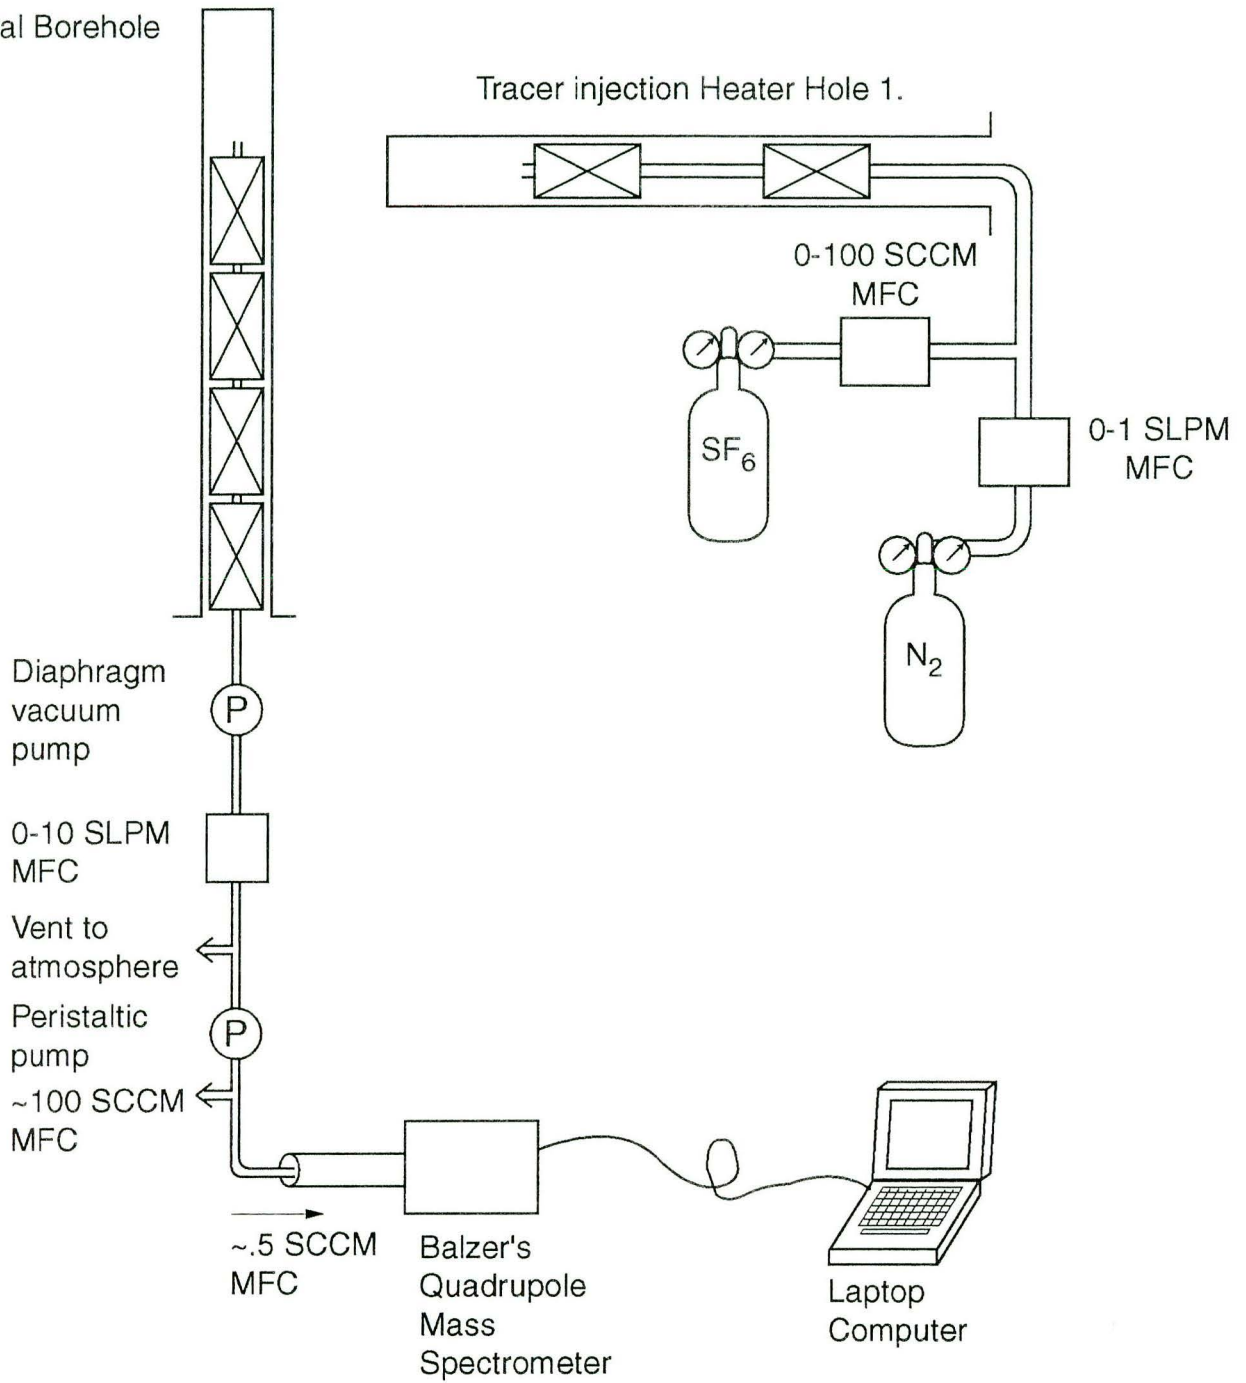 al Borehole
Tracer injection Heater Hole 1.
0-100 SCCM
MFC
SF6
0-1 SLPM
MFC
N2
Diaphragm
vacuum
pump
P
0-10 SLPM
MFC
Vent to
atmosphere
Peristaltic
pump
P
~100 SCCM
MFC
~.5 SCCM
MFC
Balzer's
Quadrupole
Mass
Spectrometer
Laptop
Computer